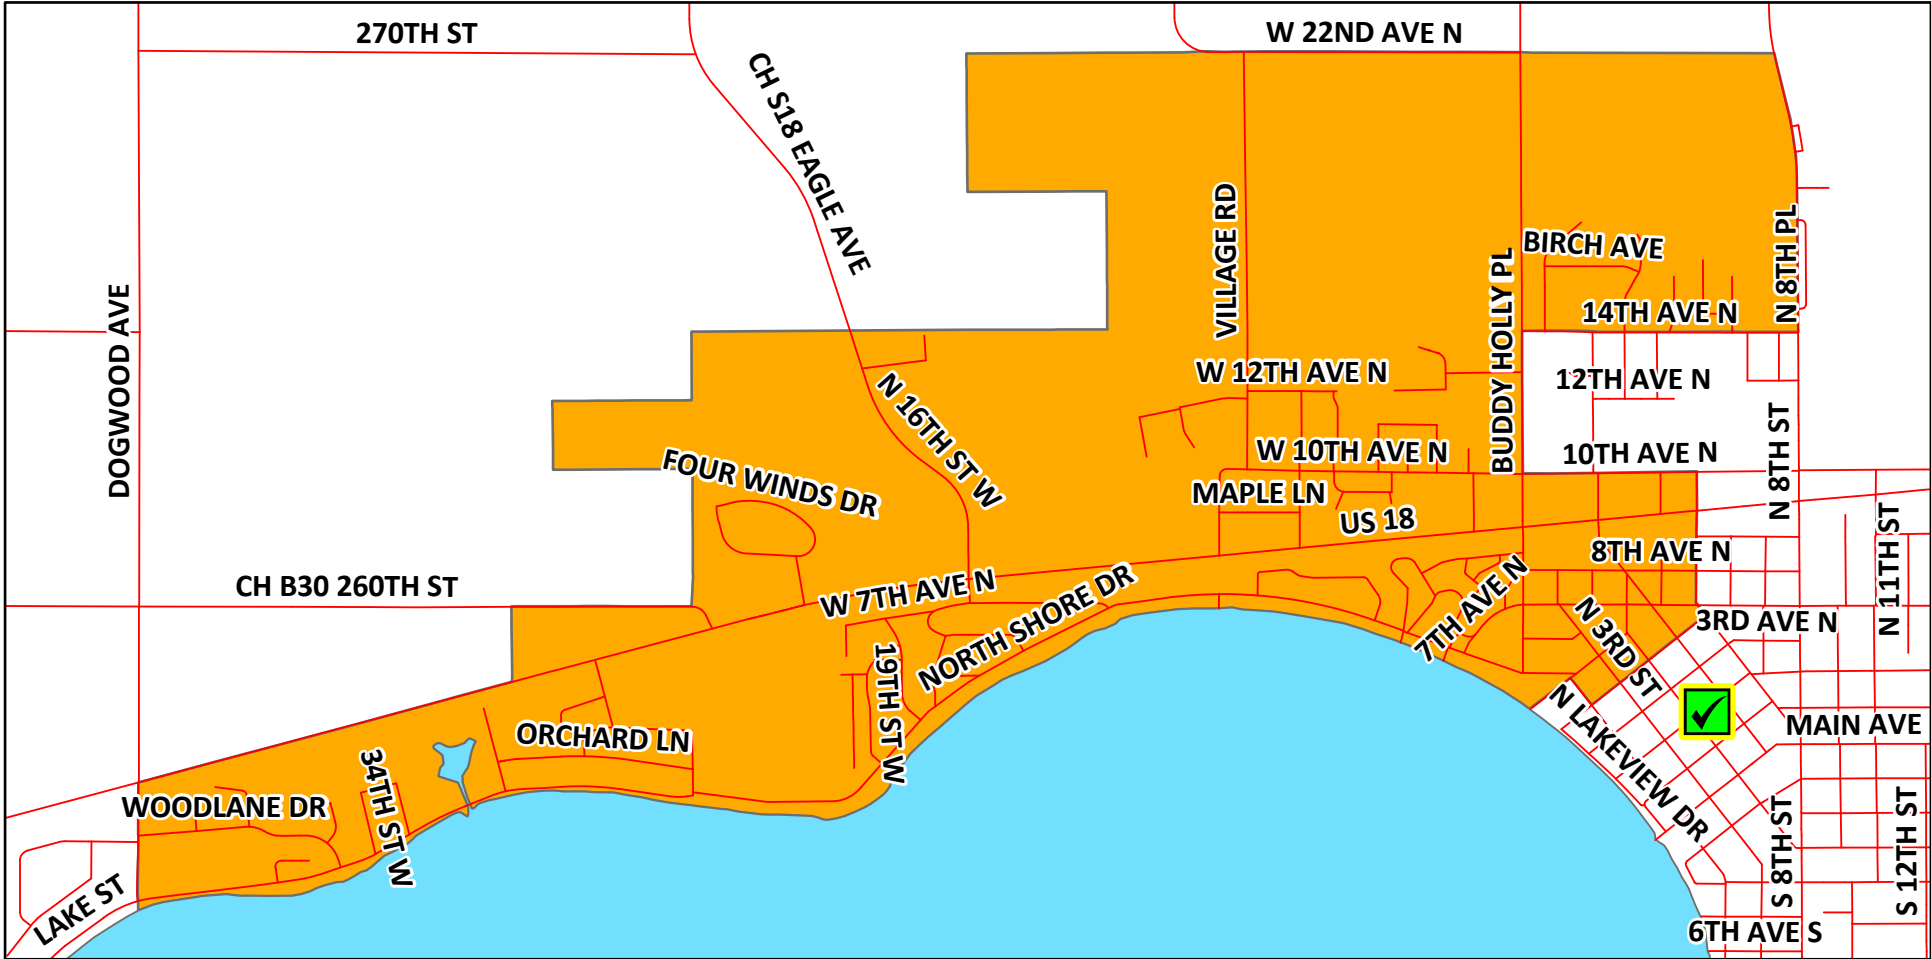 270TH ST
W 22ND AVE N
CH S18 EAGLE AVE
VILLAGE RD
BIRCH AVE
N 8TH PL
BUDDY HOLLY PL
DOGWOOD AVE
14TH AVE N
W 12TH AVE N
12TH AVE N
N 16TH ST W
N 8TH ST
W 10TH AVE N
10TH AVE N
FOUR WINDS DR
MAPLE LN
US 18
8TH AVE N
N 11TH ST
CH B30 260TH ST
W 7TH AVE N
NORTH SHORE DR
7TH AVE N
N 3RD ST
3RD AVE N
19TH ST W
ORCHARD LN
N LAKEVIEW DR
MAIN AVE
34TH ST W
WOODLANE DR
S 8TH ST
S 12TH ST
LAKE ST
6TH AVE S